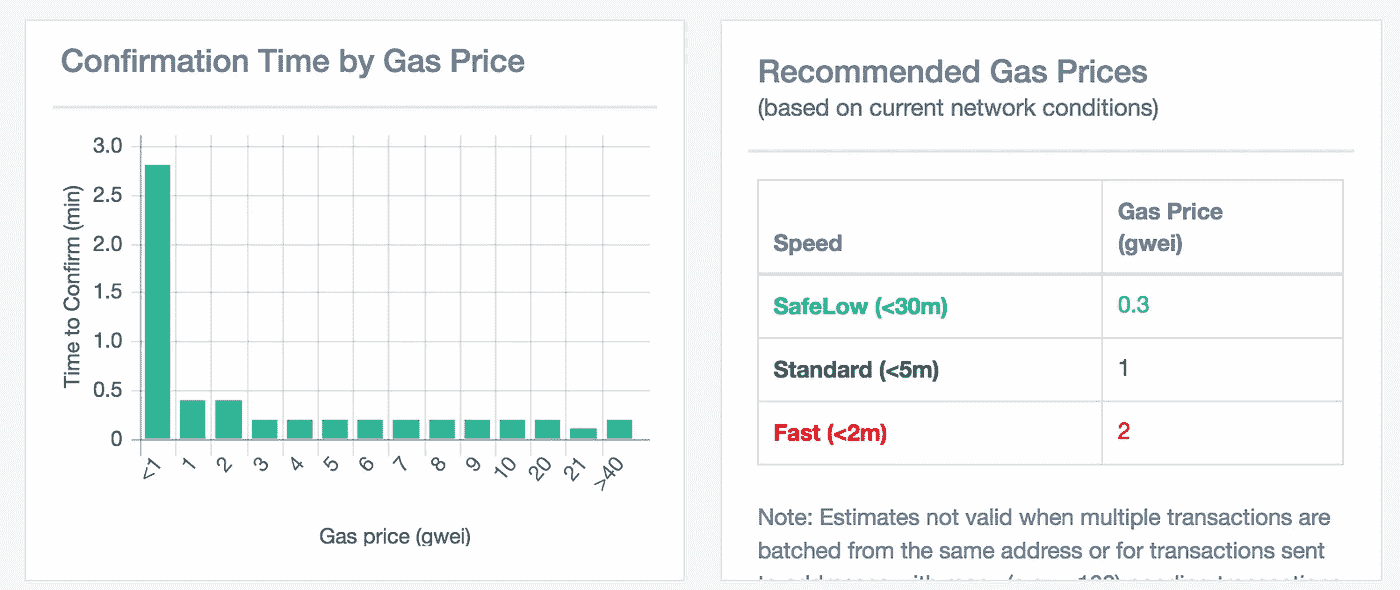 Confirmation Time by Gas Price
Time to Confirm (min)
3.0
2.5
2.0
1.5
1.0
0.5
0
<1 1 2 3 4 5 6 7 8 9 10 20 21 >40
Gas price (gwei)
Recommended Gas Prices
(based on current network conditions)
Speed Gas Price (gwei)
SafeLow (<30m) 0.3
Standard (<5m) 1
Fast (<2m) 2
Note: Estimates not valid when multiple transactions are
batched from the same address or for transactions sent